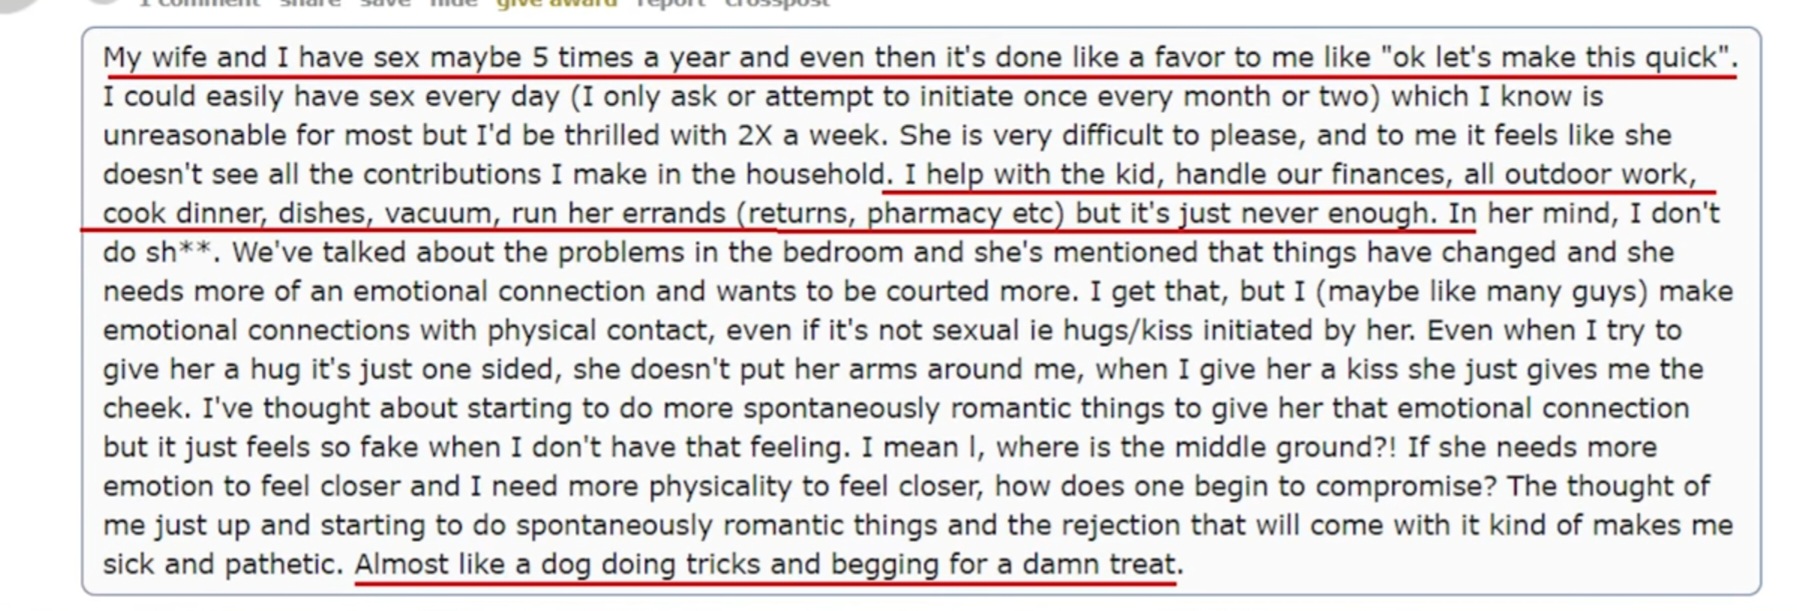 1 comment share save hide give award report crosspost
My wife and I have sex maybe 5 times a year and even then it's done like a favor to me like "ok let's make this quick".
I could easily have sex every day (I only ask or attempt to initiate once every month or two) which I know is
unreasonable for most but I'd be thrilled with 2X a week. She is very difficult to please, and to me it feels like she
doesn't see all the contributions I make in the household. I help with the kid, handle our finances, all outdoor work,
cook dinner, dishes, vacuum, run her errands (returns, pharmacy etc) but it's just never enough. In her mind, I don't
do sh**. We've talked about the problems in the bedroom and she's mentioned that things have changed and she
needs more of an emotional connection and wants to be courted more. I get that, but I (maybe like many guys) make
emotional connections with physical contact, even if it's not sexual ie hugs/kiss initiated by her. Even when I try to
give her a hug it's just one sided, she doesn't put her arms around me, when I give her a kiss she just gives me the
cheek. I've thought about starting to do more spontaneously romantic things to give her that emotional connection
but it just feels so fake when I don't have that feeling. I mean l, where is the middle ground?! If she needs more
emotion to feel closer and I need more physicality to feel closer, how does one begin to compromise? The thought of
me just up and starting to do spontaneously romantic things and the rejection that will come with it kind of makes me
sick and pathetic. Almost like a dog doing tricks and begging for a damn treat.